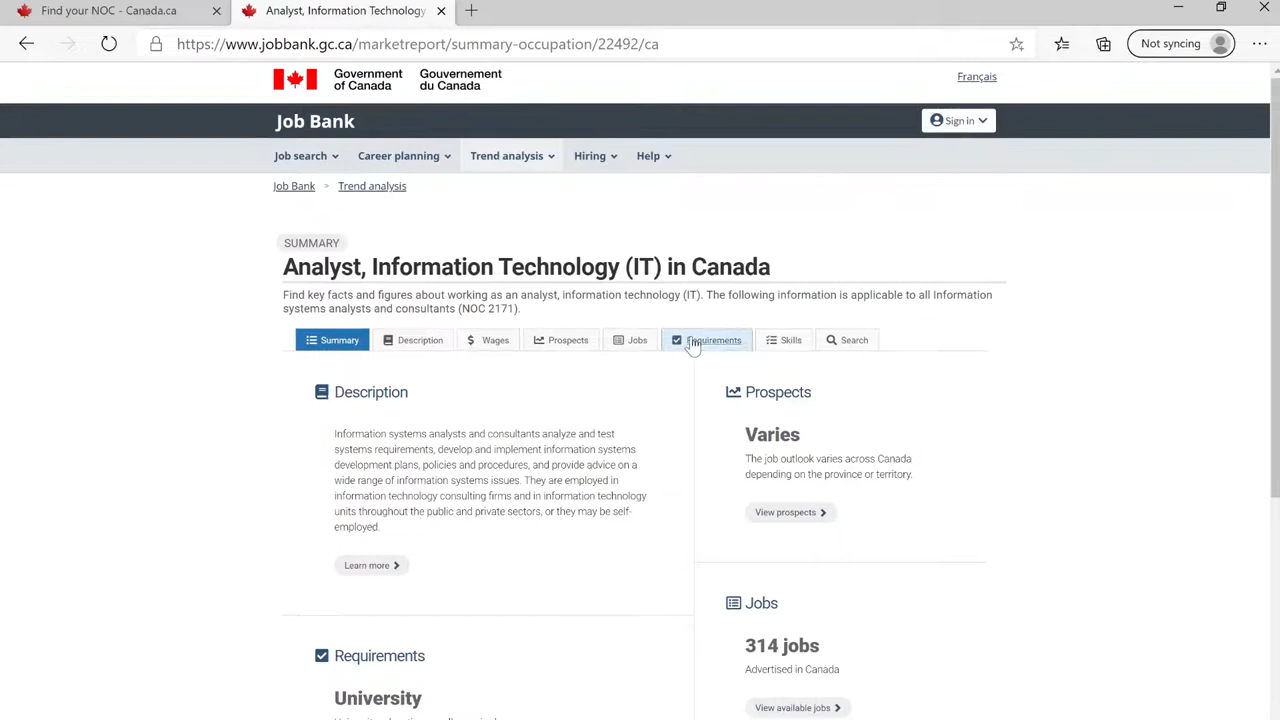 Find your NOC - Canada.ca
Analyst, Information Technology
https://www.jobbank.gc.ca/marketreport/summary-occupation/22492/ca
Not syncing
Government of Canada
Gouvernement du Canada
Français
Job Bank
Sign in
Job search
Career planning
Trend analysis
Hiring
Help
Job Bank > Trend analysis
SUMMARY
Analyst, Information Technology (IT) in Canada
Find key facts and figures about working as an analyst, information technology (IT). The following information is applicable to all Information
systems analysts and consultants (NOC 2171).
Summary
Description
Wages
Prospects
Jobs
Requirements
Skills
Search
Description
Information systems analysts and consultants analyze and test
systems requirements, develop and implement information systems
development plans, policies and procedures, and provide advice on a
wide range of information systems issues. They are employed in
information technology consulting firms and in information technology
units throughout the public and private sectors, or they may be self-
employed.
Learn more
Requirements
University
Prospects
Varies
The job outlook varies across Canada
depending on the province or territory.
View prospects
Jobs
314 jobs
Advertised in Canada
View available jobs